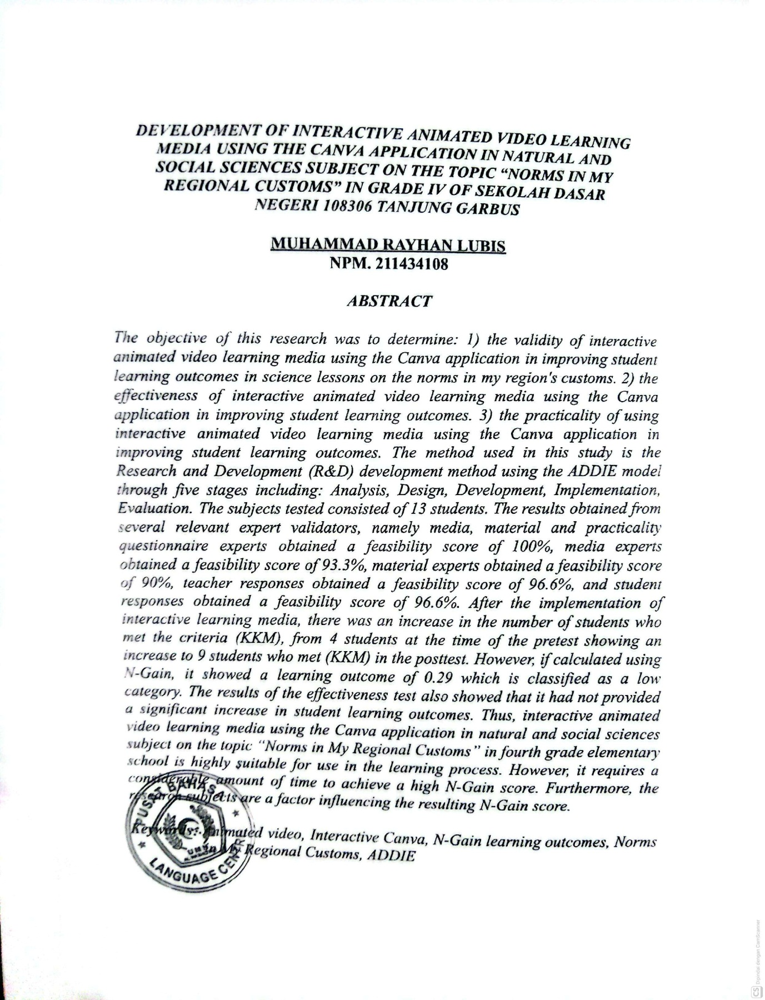 DEVELOPMENT OF INTERACTIVE ANIMATED VIDEO LEARNING
MEDIA USING THE CANVA APPLICATION IN NATURAL AND
SOCIAL SCIENCES SUBJECT ON THE TOPIC “NORMS IN MY
REGIONAL CUSTOMS” IN GRADE IV OF SEKOLAH DASAR
NEGERI 108306 TANJUNG GARBUS
MUHAMMAD RAYHAN LUBIS
NPM. 211434108
ABSTRACT
The objective of this research was to determine: 1) the validity of interactive
animated video learning media using the Canva application in improving student
learning outcomes in science lessons on the norms in my region's customs. 2) the
effectiveness of interactive animated video learning media using the Canva
application in improving student learning outcomes. 3) the practicality of using
interactive animated video learning media using the Canva application in
improving student learning outcomes. The method used in this study is the
Research and Development (R&D) development method using the ADDIE model
through five stages including: Analysis, Design, Development, Implementation,
Evaluation. The subjects tested consisted of 13 students. The results obtained from
several relevant expert validators, namely media, material and practicality
questionnaire experts obtained a feasibility score of 100%, media experts
obtained a feasibility score of 93.3%, material experts obtained a feasibility score
of 90%, teacher responses obtained a feasibility score of 96.6%, and student
responses obtained a feasibility score of 96.6%. After the implementation of
interactive learning media, there was an increase in the number of students who
met the criteria (KKM), from 4 students at the time of the pretest showing an
increase to 9 students who met (KKM) in the posttest. However, if calculated using
N-Gain, it showed a learning outcome of 0.29 which is classified as a low
category. The results of the effectiveness test also showed that it had not provided
a significant increase in student learning outcomes. Thus, interactive animated
video learning media using the Canva application in natural and social sciences
subject on the topic “Norms in My Regional Customs” in fourth grade elementary
school is highly suitable for use in the learning process. However, it requires a
considerable amount of time to achieve a high N-Gain score. Furthermore, the
research subjects are a factor influencing the resulting N-Gain score.
Keywords: Animated video, Interactive Canva, N-Gain learning outcomes, Norms
in My Regional Customs, ADDIE
PUSAT BAHASA
LANGUAGE CENTER
CS Dipindai dengan CamScanner